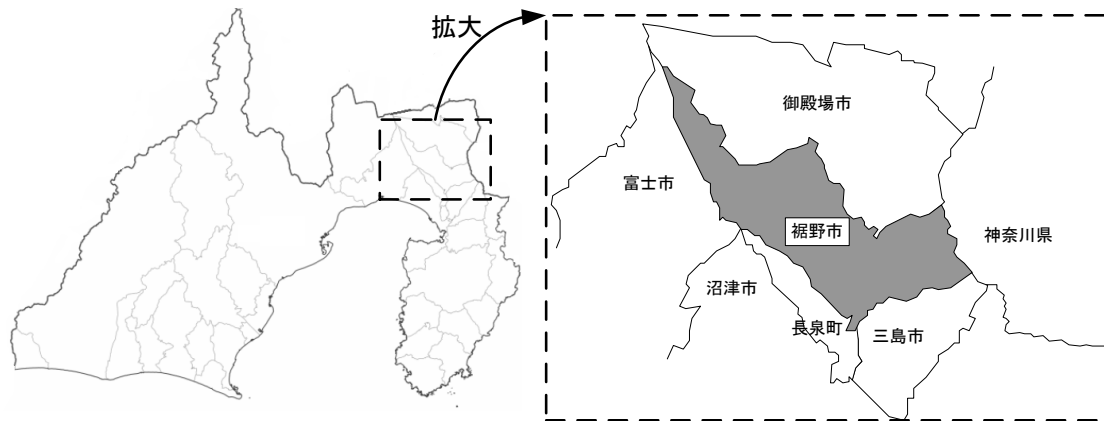 拡大
御殿場市
富士市
裾野市
神奈川県
沼津市
長泉町
三島市